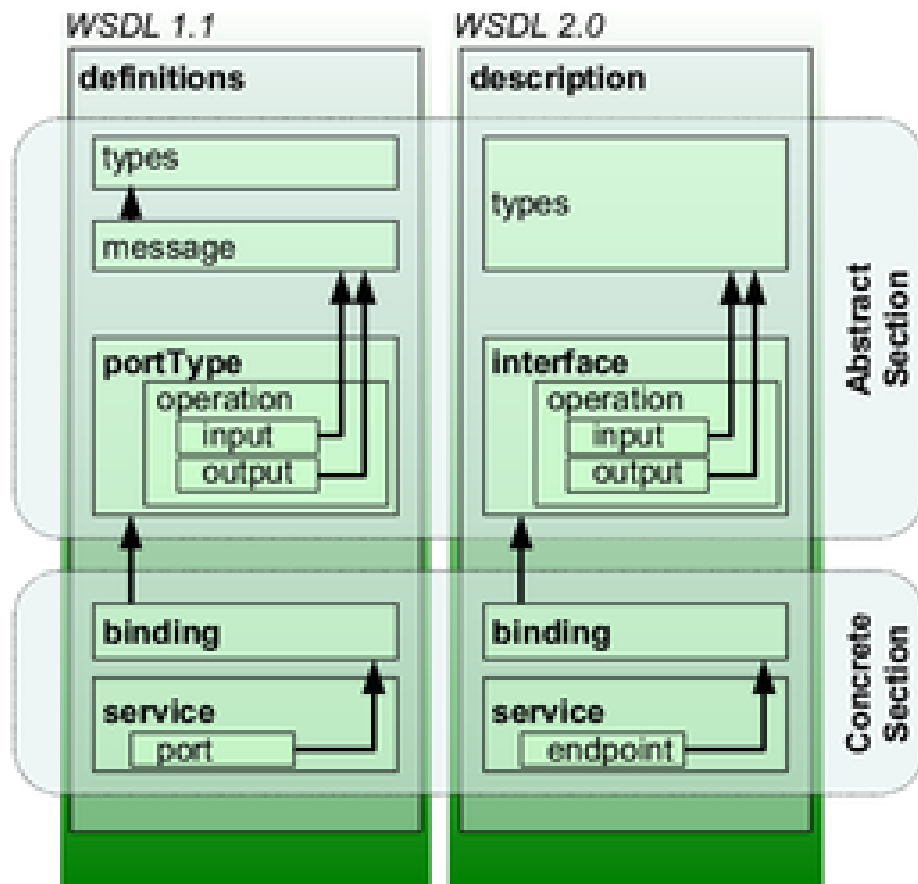 WSDL 1.1
definitions
types
message
portType
operation
input
output
binding
service
port
WSDL 2.0
description
types
interface
operation
input
output
binding
service
endpoint
Abstract
Section
Concrete
Section